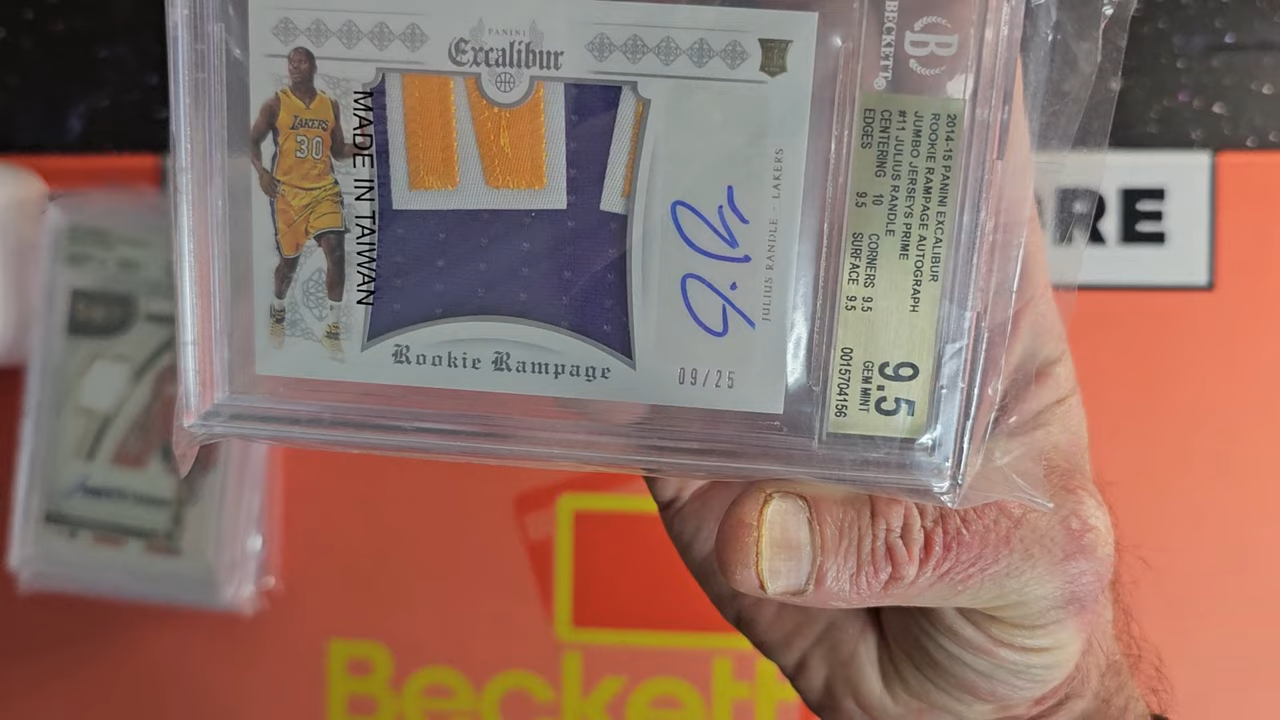 PANINI
Excalibur
RC
LAKERS
30
MADE IN TAIWAN
Rookie Rampage
JULIUS RANDLE - LAKERS
09/25
BECKETT®
B
2014-15 PANINI EXCALIBUR
ROOKIE RAMPAGE AUTOGRAPH
JUMBO JERSEYS PRIME
#11 JULIUS RANDLE
CENTERING 10 CORNERS 9.5
EDGES 9.5 SURFACE 9.5
9.5
GEM MINT
0015704156
RE
Beckett